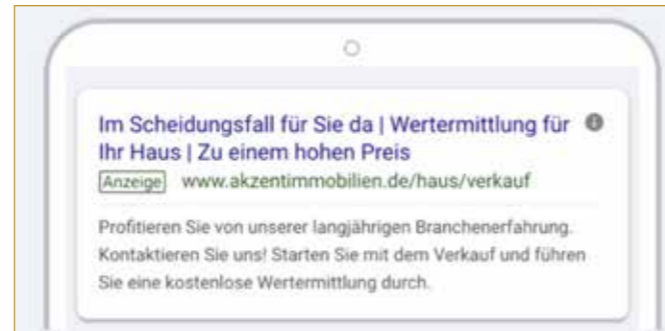 Im Scheidungsfall für Sie da | Wertermittlung für
Ihr Haus | Zu einem hohen Preis
Anzeige www.akzentimmobilien.de/haus/verkauf
Profitieren Sie von unserer langjährigen Branchenerfahrung.
Kontaktieren Sie uns! Starten Sie mit dem Verkauf und führen
Sie eine kostenlose Wertermittlung durch.